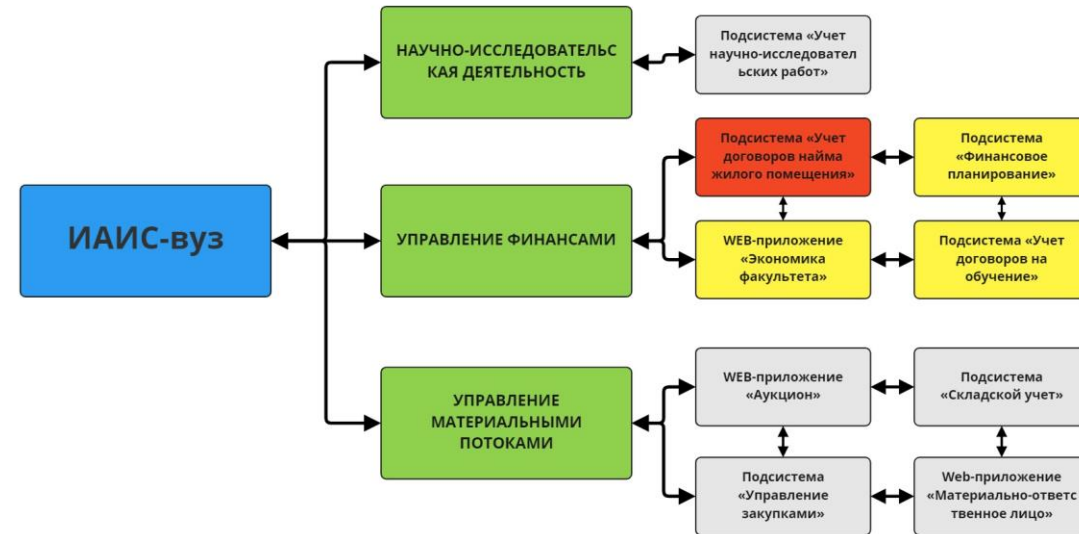 НАУЧНО-ИССЛЕДОВАТЕЛЬС
КАЯ ДЕЯТЕЛЬНОСТЬ
Подсистема «Учет
научно-исследовател
ьских работ»
ИАИС-вуз
УПРАВЛЕНИЕ ФИНАНСАМИ
Подсистема «Учет
договоров найма
жилого помещения»
Подсистема
«Финансовое
планирование»
WEB-приложение
«Экономика
факультета»
Подсистема «Учет
договоров на
обучение»
УПРАВЛЕНИЕ
МАТЕРИАЛЬНЫМИ
ПОТОКАМИ
WEB-приложение
«Аукцион»
Подсистема
«Складской учет»
Подсистема
«Управление
закупками»
Web-приложение
«Материально-ответс
твенное лицо»